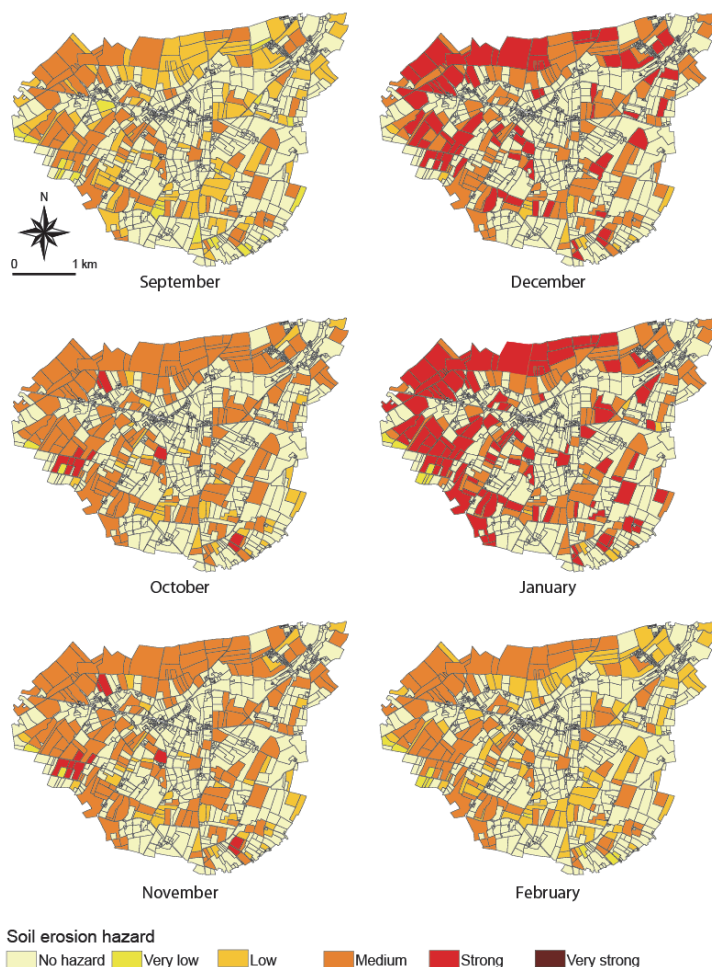 N
0 1 km
September
December
October
January
November
February
Soil erosion hazard
No hazard Very low Low Medium Strong Very strong